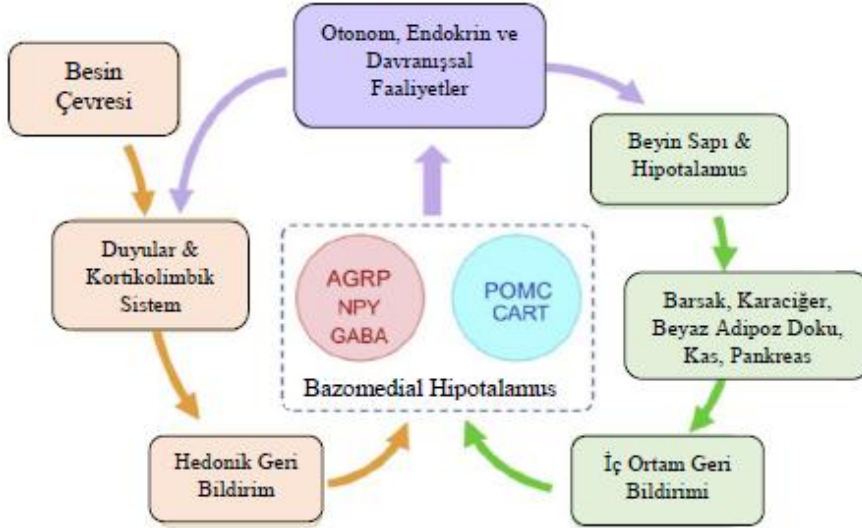 Otonom, Endokrin ve
Davranışsal
Faaliyetler
Besin
Çevresi
Beyin Sapı &
Hipotalamus
Duyular &
Kortikolimbik
Sistem
AGRP
NPY
GABA
POMC
CART
Bazomedial Hipotalamus
Barsak, Karaciğer,
Beyaz Adipoz Doku,
Kas, Pankreas
Hedonik Geri
Bildirim
İç Ortam Geri
Bildirimi